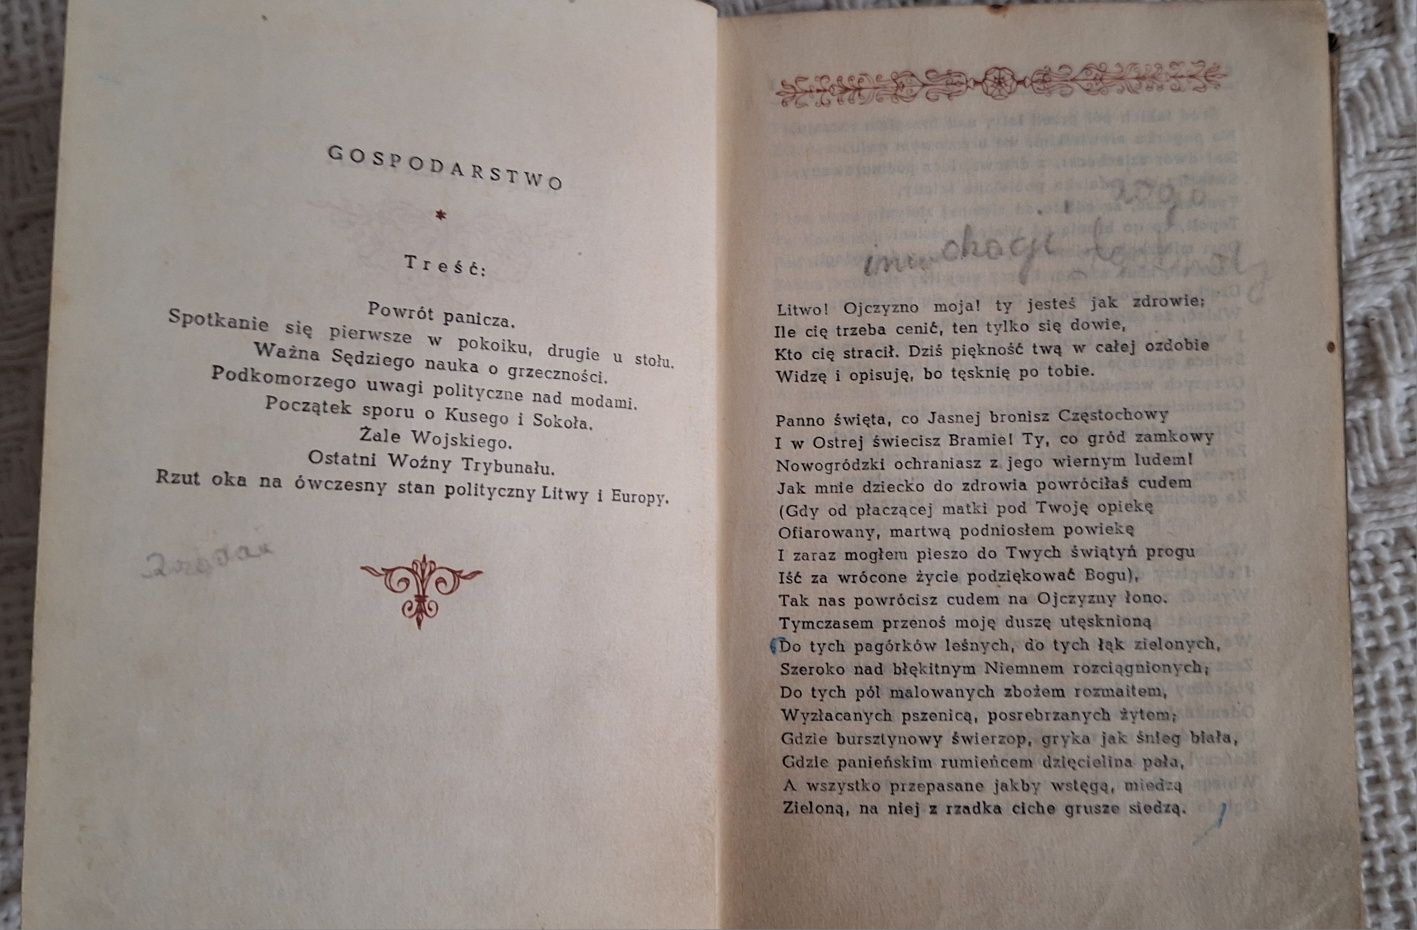 GOSPODARSTWO
*
Treść:
Powrót panicza.
Spotkanie się pierwsze w pokoiku, drugie u stołu.
Ważna Sędziego nauka o grzeczności.
Podkomorzego uwagi polityczne nad modami.
Początek sporu o Kusego i Sokoła.
Żale Wojskiego.
Ostatni Woźny Trybunału.
Rzut oka na ówczesny stan polityczny Litwy i Europy.
Litwo! Ojczyzno moja! ty jesteś jak zdrowie;
Ile cię trzeba cenić, ten tylko się dowie,
Kto cię stracił. Dziś piękność twą w całej ozdobie
Widzę i opisuję, bo tęsknię po tobie.
Panno święta, co Jasnej bronisz Częstochowy
I w Ostrej świecisz Bramie! Ty, co gród zamkowy
Nowogródzki ochraniasz z jego wiernym ludem!
Jak mnie dziecko do zdrowia powróciłaś cudem
(Gdy od płaczącej matki pod Twoję opiekę
Ofiarowany, martwą podniosłem powiekę
I zaraz mogłem pieszo do Twych świątyń progu
Iść za wrócone życie podziękować Bogu),
Tak nas powrócisz cudem na Ojczyzny łono.
Tymczasem przenoś moję duszę utęsknioną
Do tych pagórków leśnych, do tych łąk zielonych,
Szeroko nad błękitnym Niemnem rozciągnionych;
Do tych pól malowanych zbożem rozmaitem,
Wyzłacanych pszenicą, posrebrzanych żytem;
Gdzie bursztynowy świerzop, gryka jak śnieg biała,
Gdzie panieńskim rumieńcem dzięcielina pała,
A wszystko przepasane jakby wstęgą, miedzą
Zieloną, na niej z rzadka ciche grusze siedzą.